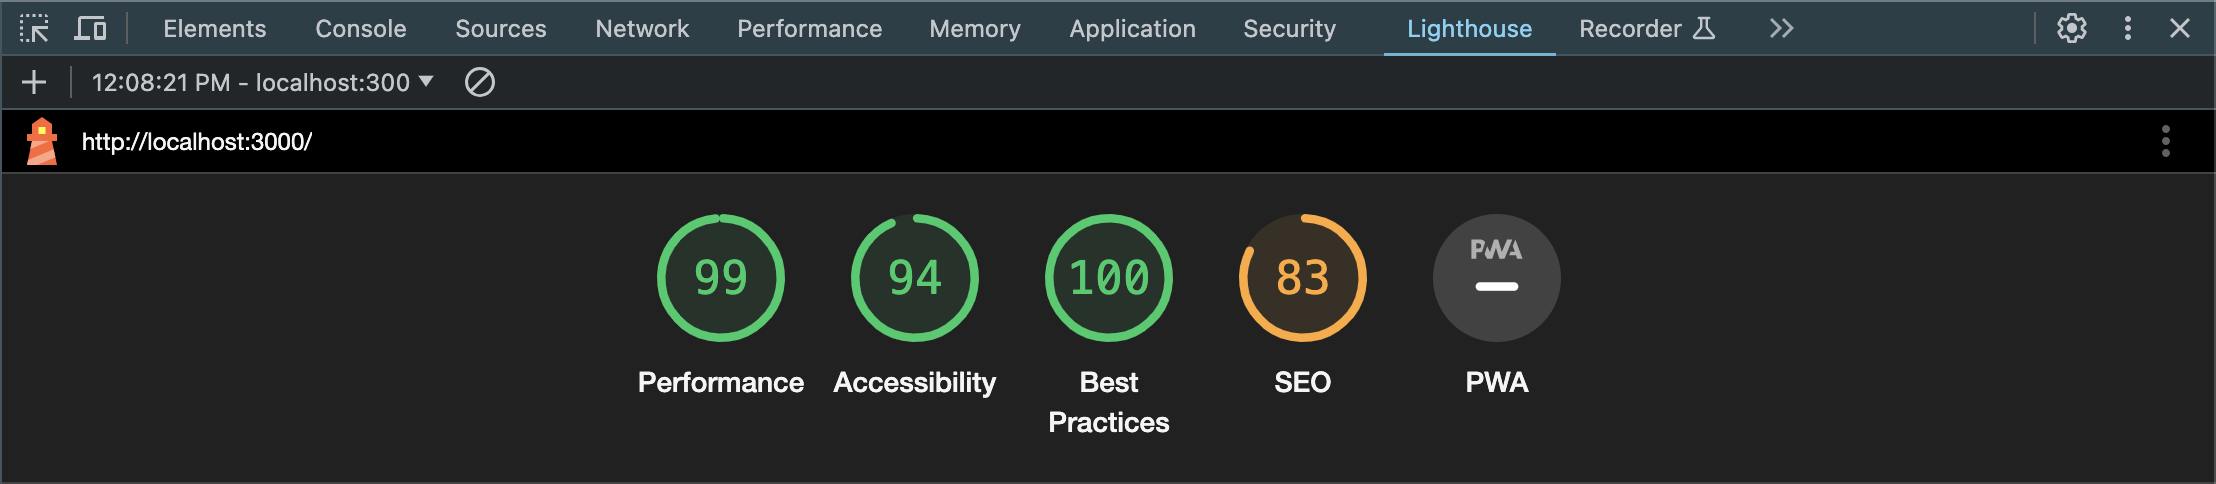 Elements Console Sources Network Performance Memory Application Security Lighthouse Recorder
12:08:21 PM - localhost:300
http://localhost:3000/
99 94 100 83 PWA
Performance Accessibility Best Practices SEO PWA